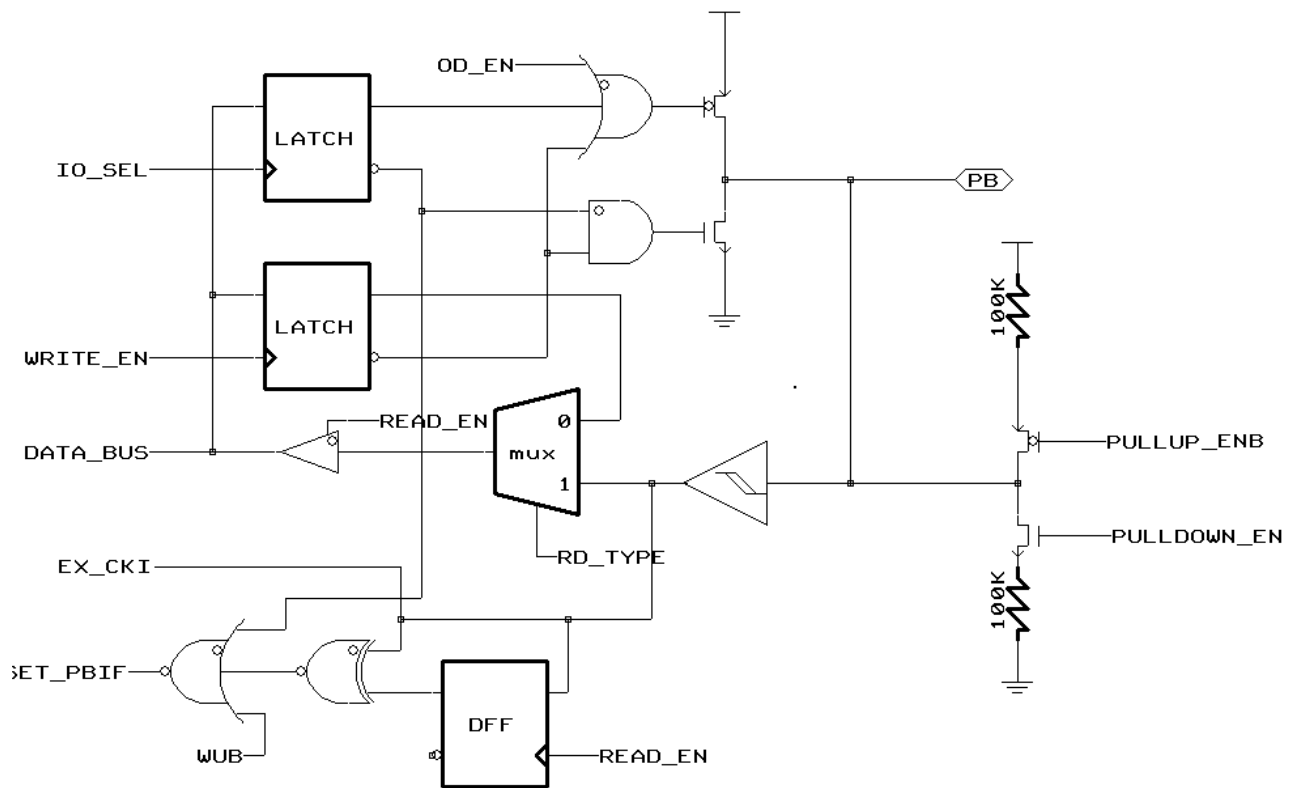 OD_EN
LATCH
IO_SEL
PB
LATCH
100K
WRITE_EN
READ_EN
0
DATA_BUS
mux
PULLUP_ENB
1
PULLDOWN_EN
RD_TYPE
EX_CKI
100K
SET_PBIF
DFF
WUB
READ_EN